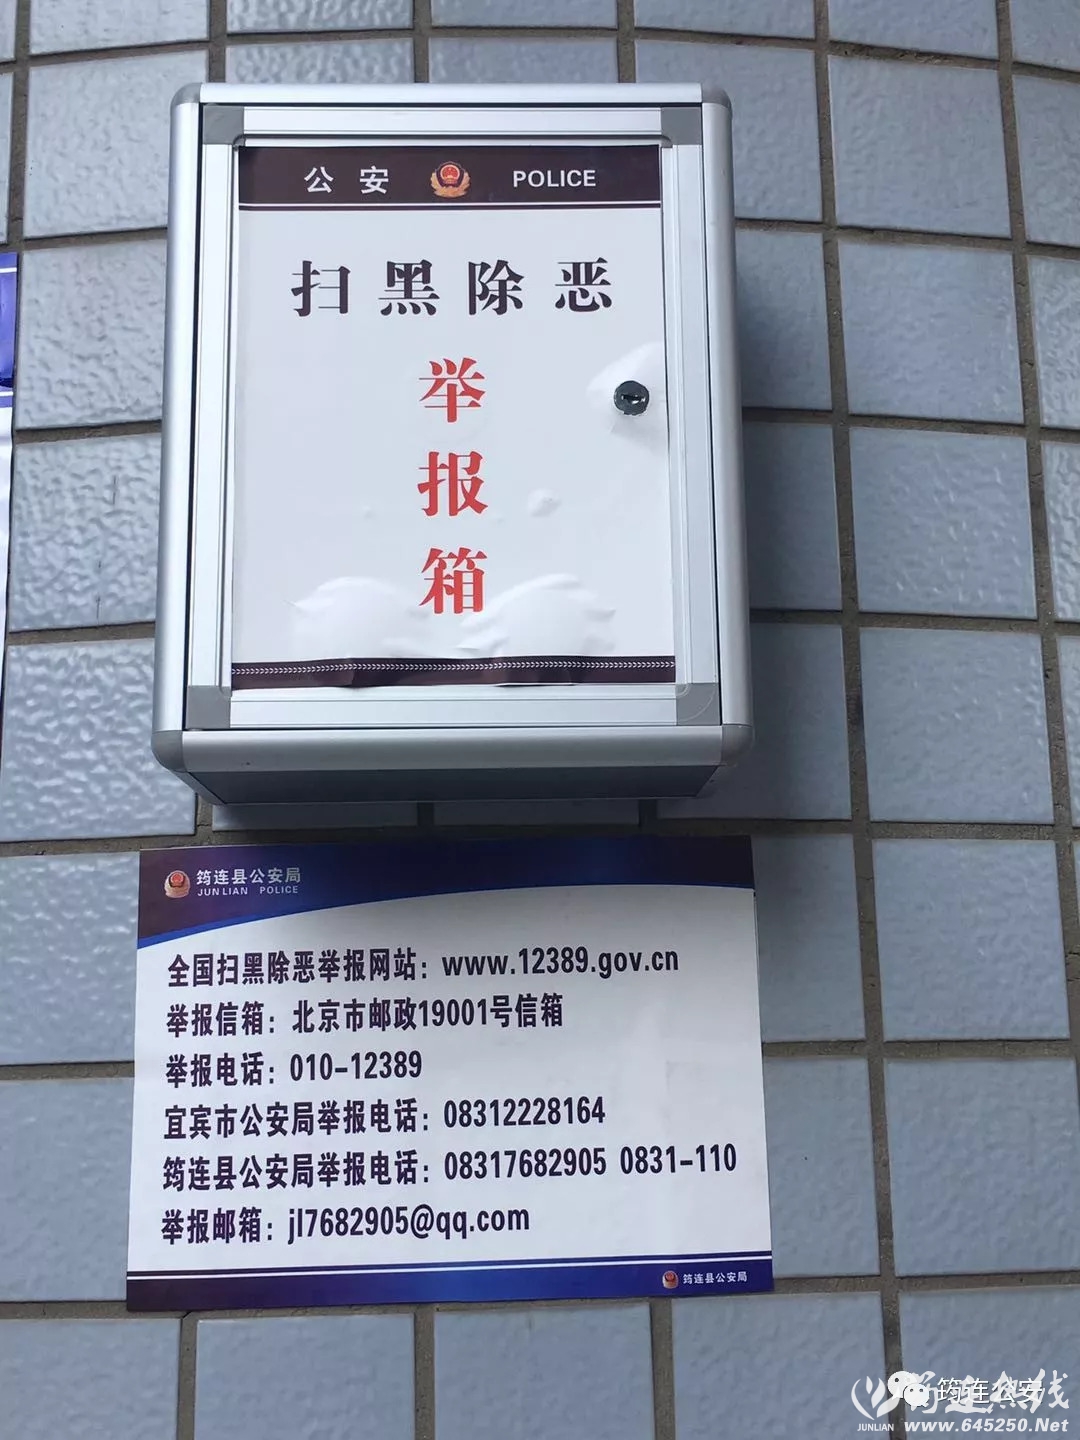 公安 POLICE
扫黑除恶
举
报
箱
筠连县公安局
JUNLIAN POLICE
全国扫黑除恶举报网站：www.12389.gov.cn
举报信箱：北京市邮政19001号信箱
举报电话：010-12389
宜宾市公安局举报电话：08312228164
筠连县公安局举报电话：08317682905 0831-110
举报邮箱：jl7682905@qq.com
筠连县公安局
筠连公安
筠连热线
JUNLIAN www.645250.Net